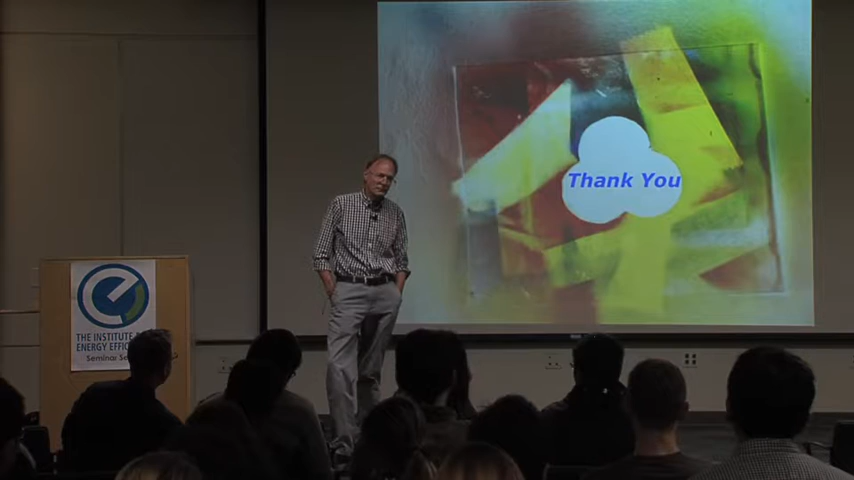 Thank You
THE INSTITUTE
ENERGY EFFIC
Seminar Se